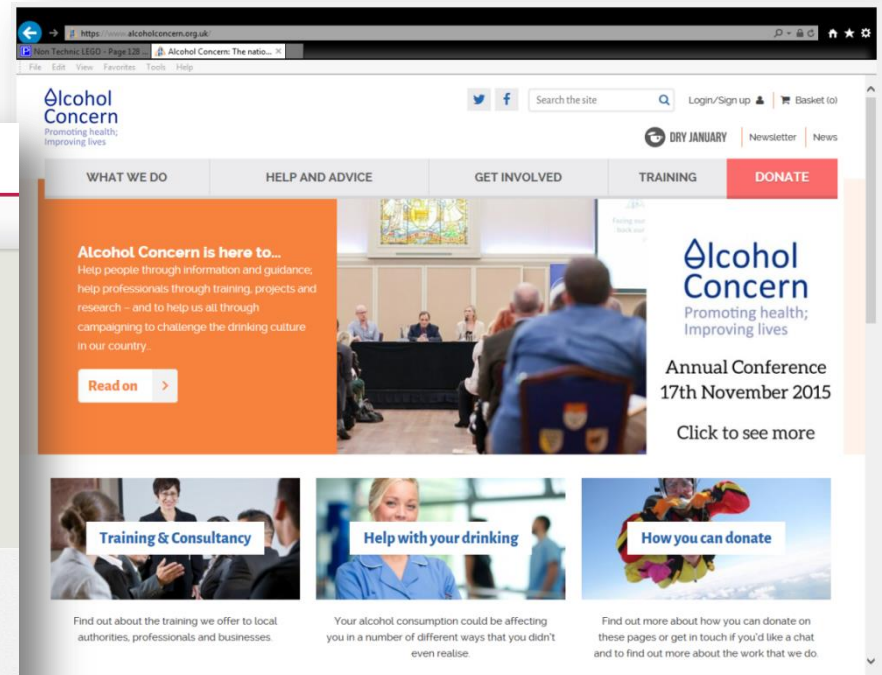 https://www.alcoholconcern.org.uk/
Non Technic LEGO - Page 128 ...
Alcohol Concern: The natio... ×
File Edit View Favorites Tools Help
Alcohol
Concern
Promoting health;
Improving lives
Search the site
Login/Sign up
Basket (0)
DRY JANUARY
Newsletter
News
WHAT WE DO
HELP AND ADVICE
GET INVOLVED
TRAINING
DONATE
Alcohol Concern is here to...
Help people through information and guidance;
help professionals through training, projects and
research – and to help us all through
campaigning to challenge the drinking culture
in our country..
Read on >
Alcohol
Concern
Promoting health;
Improving lives
Annual Conference
17th November 2015
Click to see more
Training & Consultancy
Help with your drinking
How you can donate
Find out about the training we offer to local
authorities, professionals and businesses.
Your alcohol consumption could be affecting
you in a number of different ways that you didn't
even realise.
Find out more about how you can donate on
these pages or get in touch if you'd like a chat
and to find out more about the work that we do.